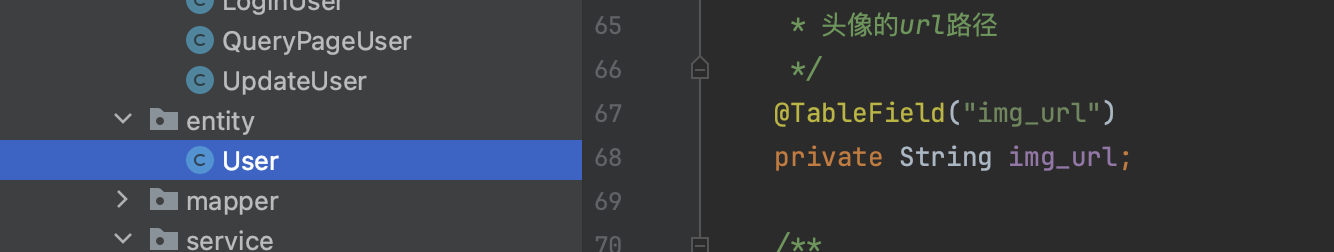 LoginUser
QueryPageUser
UpdateUser
entity
User
mapper
service
65 * 头像的url路径
66 */
67 @TableField("img_url")
68 private String img_url;
69
70 /**